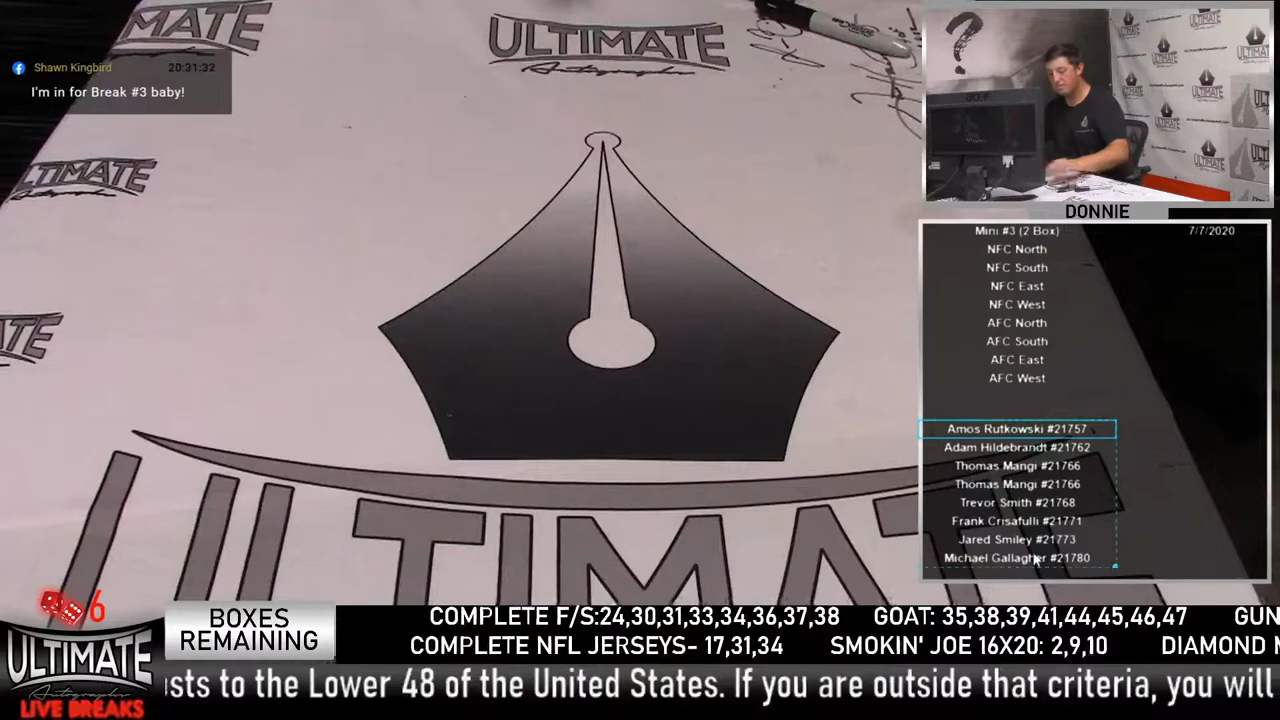 ULTIMATE
Autographs
Shawn Kingbird 20:31:32
I'm in for Break #3 baby!
ULTIMATE
ULTIMATE
DONNIE
Mini #3 (2 Box) 7/7/2020
NFC North
NFC South
NFC East
NFC West
AFC North
AFC South
AFC East
AFC West
Amos Rutkowski #21757
Adam Hildebrandt #21762
Thomas Mangi #21766
Thomas Mangi #21766
Trevor Smith #21768
Frank Crisafulli #21771
Jared Smiley #21773
Michael Gallagher #21780
ULTIMATE
6
BOXES
REMAINING
COMPLETE F/S:24,30,31,33,34,36,37,38 GOAT: 35,38,39,41,44,45,46,47 GUN
COMPLETE NFL JERSEYS- 17,31,34 SMOKIN' JOE 16X20: 2,9,10 DIAMOND
ULTIMATE
Autographs
LIVE BREAKS
sts to the Lower 48 of the United States. If you are outside that criteria, you will